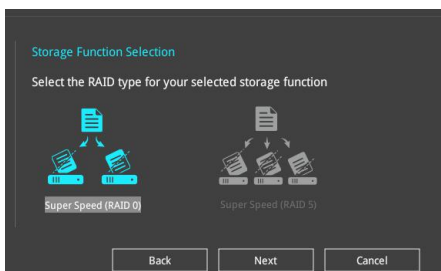 Storage Function Selection
Select the RAID type for your selected storage function
Super Speed (RAID 0)
Super Speed (RAID 5)
Back
Next
Cancel